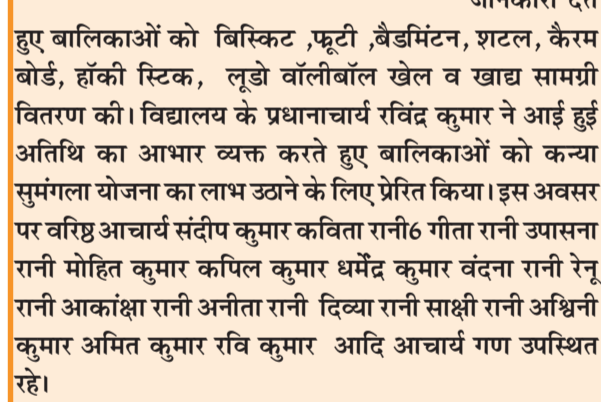 जानकारी देते
हुए बालिकाओं को बिस्किट ,फ्रूटी ,बैडमिंटन, शटल, कैरम
बोर्ड, हॉकी स्टिक, लूडो वॉलीबॉल खेल व खाद्य सामग्री
वितरण की। विद्यालय के प्रधानाचार्य रविंद्र कुमार ने आई हुई
अतिथि का आभार व्यक्त करते हुए बालिकाओं को कन्या
सुमंगला योजना का लाभ उठाने के लिए प्रेरित किया। इस अवसर
पर वरिष्ठ आचार्य संदीप कुमार कविता रानी6 गीता रानी उपासना
रानी मोहित कुमार कपिल कुमार धर्मेंद्र कुमार वंदना रानी रेनू
रानी आकांक्षा रानी अनीता रानी दिव्या रानी साक्षी रानी अश्विनी
कुमार अमित कुमार रवि कुमार आदि आचार्य गण उपस्थित
रहे।